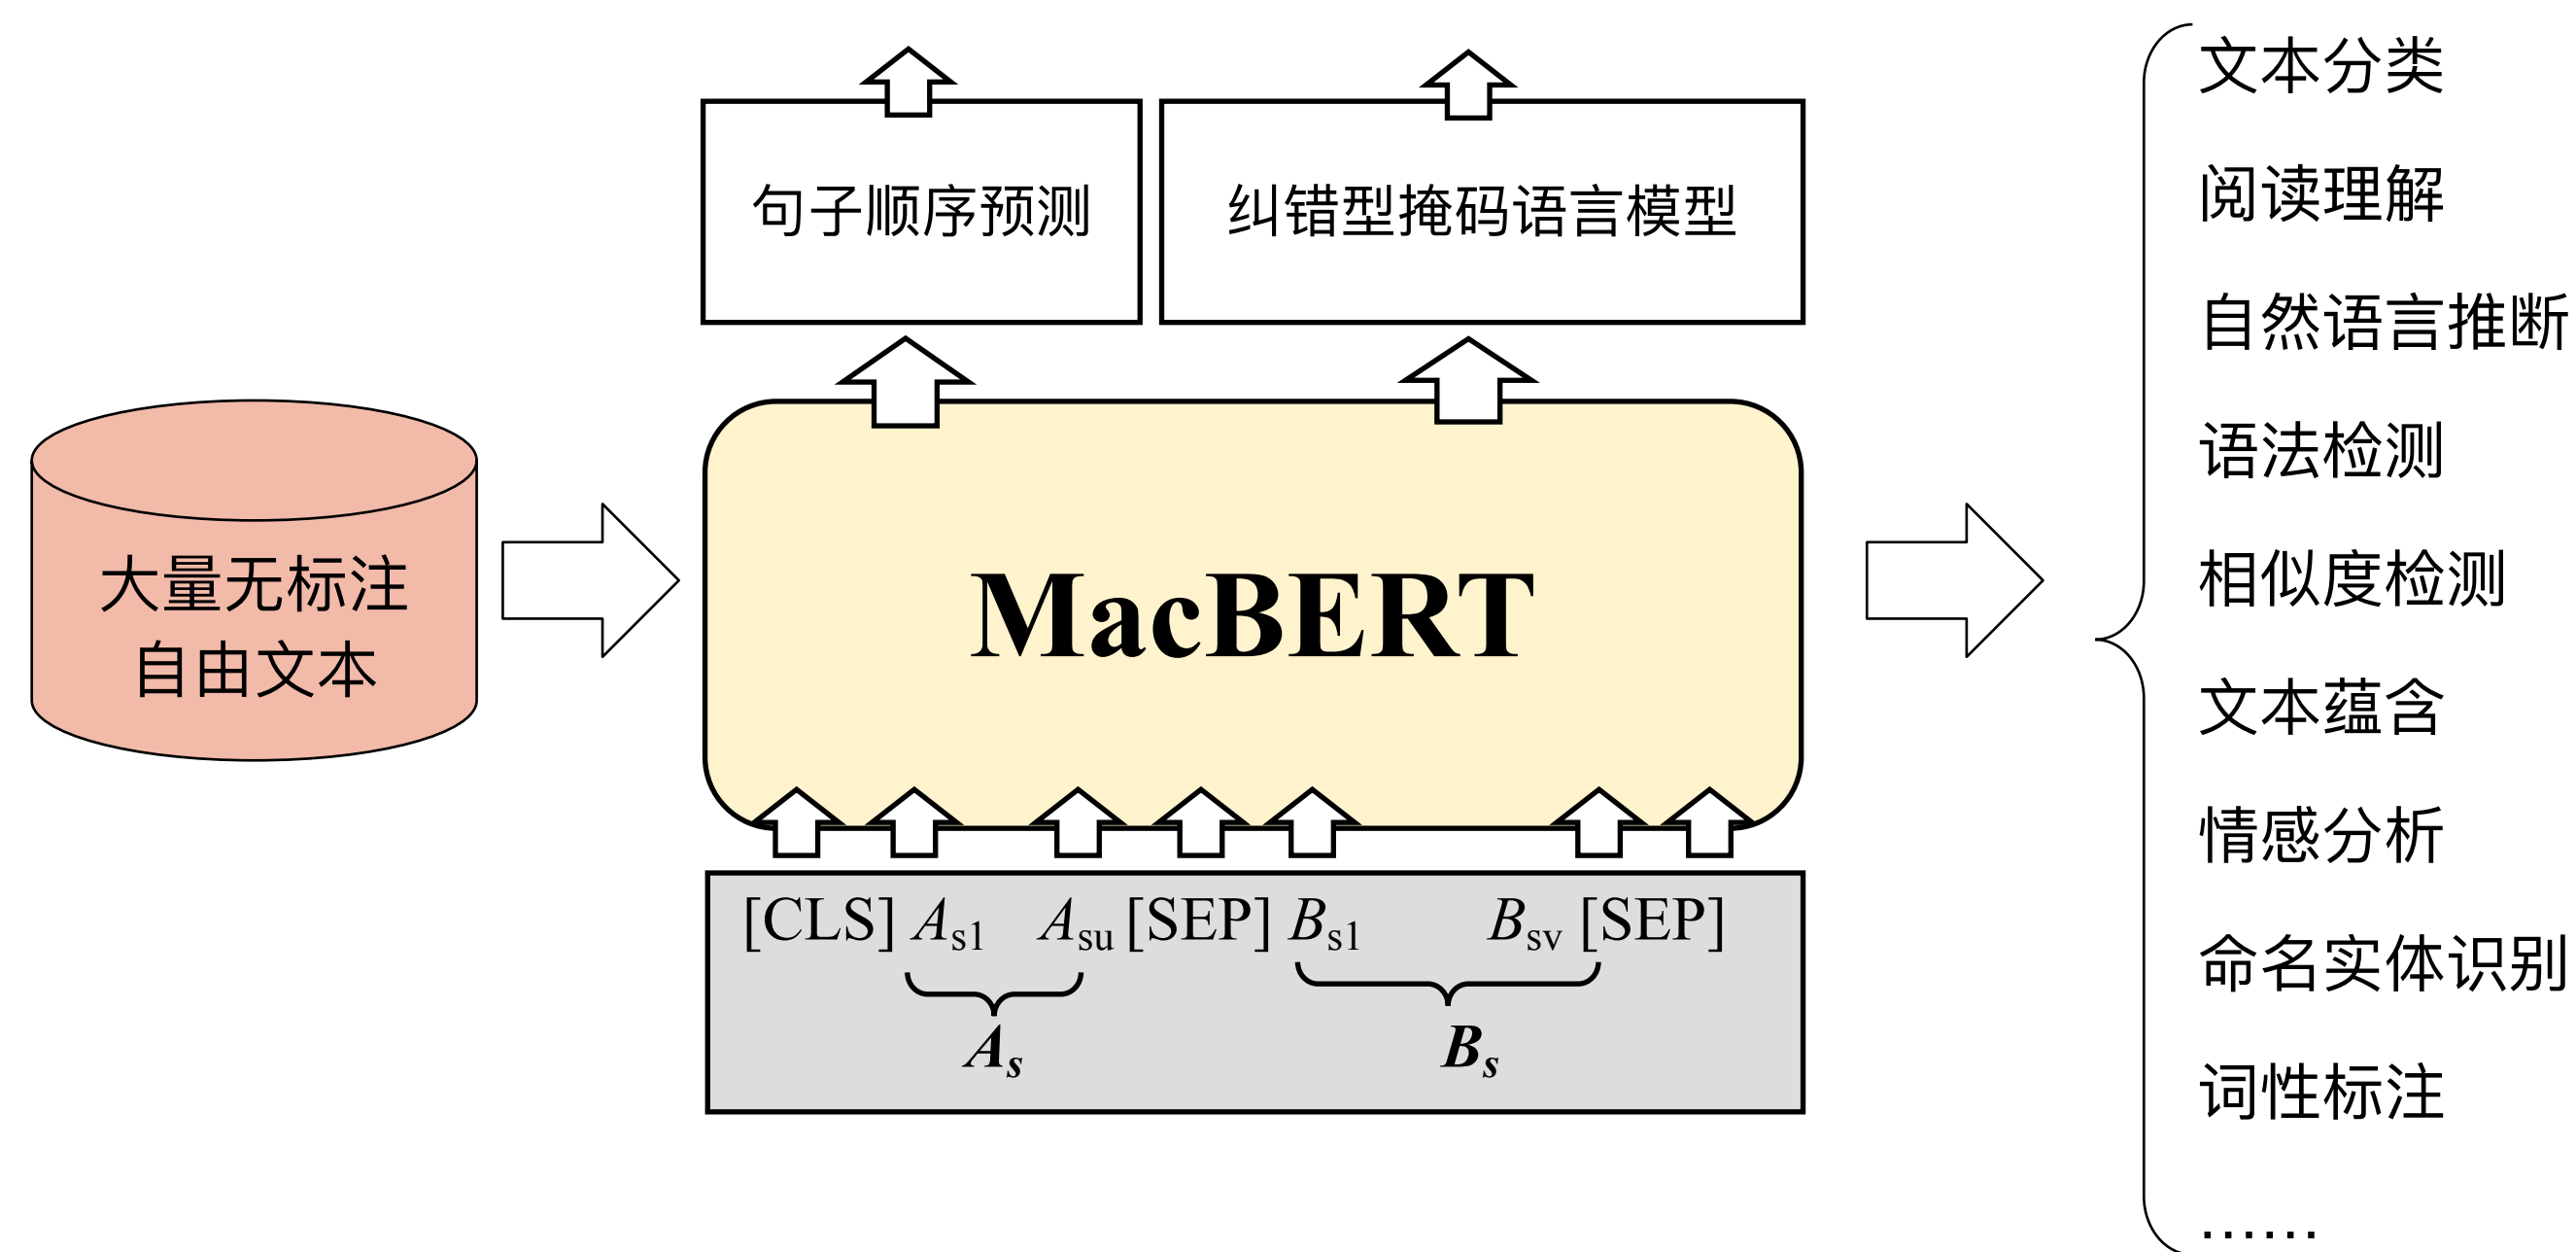 大量无标注
自由文本
句子顺序预测
纠错型掩码语言模型
MacBERT
[CLS] As1 Asu [SEP] Bs1 Bsv [SEP]
As Bs
文本分类
阅读理解
自然语言推断
语法检测
相似度检测
文本蕴含
情感分析
命名实体识别
词性标注
……